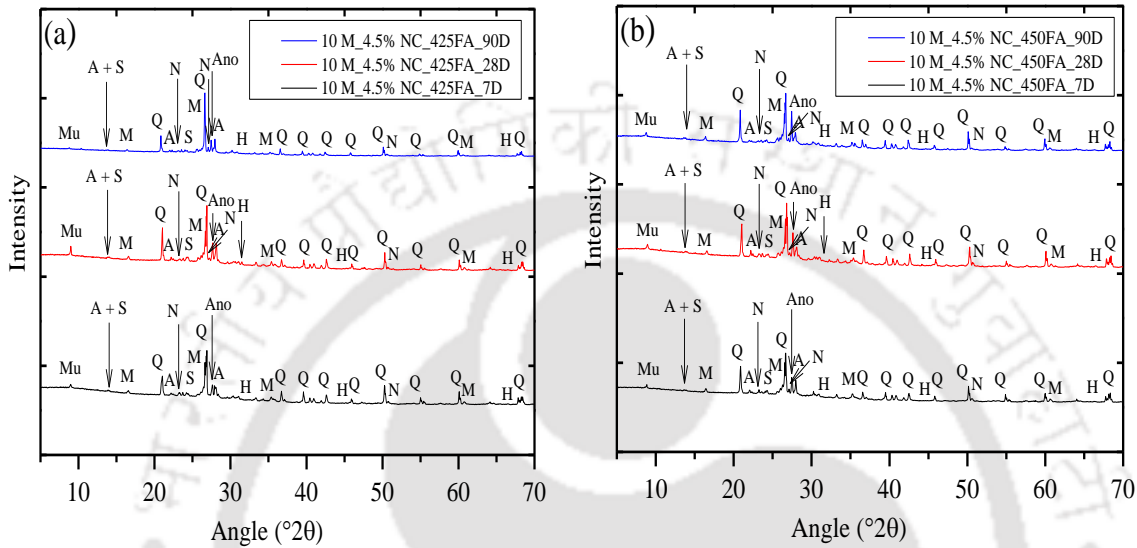 (a)
10 M_4.5% NC_425FA_90D
10 M_4.5% NC_425FA_28D
10 M_4.5% NC_425FA_7D
A + S N N Ano
Q
Mu M Q A S M A H M Q Q Q Q Q N Q M H Q
A + S N Q Ano N H
Mu M Q A S M A M Q Q Q H Q Q N Q Q M H Q
A + S N Ano
Q
Mu M Q A S M A H M Q Q Q H Q Q N Q Q M H Q
Intensity
10 20 30 40 50 60 70
Angle (°2θ)
(b)
10 M_4.5% NC_450FA_90D
10 M_4.5% NC_450FA_28D
10 M_4.5% NC_450FA_7D
A + S N Q
Ano
Mu M Q A S M A N H M Q Q Q H Q N Q Q M H Q
A + S N Q Ano N H
Mu M Q A S M A M Q Q Q H Q N Q Q M H Q
A + S N Ano
Q
Mu M Q A S M A N H M Q Q Q H Q N Q Q M H Q
Intensity
10 20 30 40 50 60 70
Angle (°2θ)